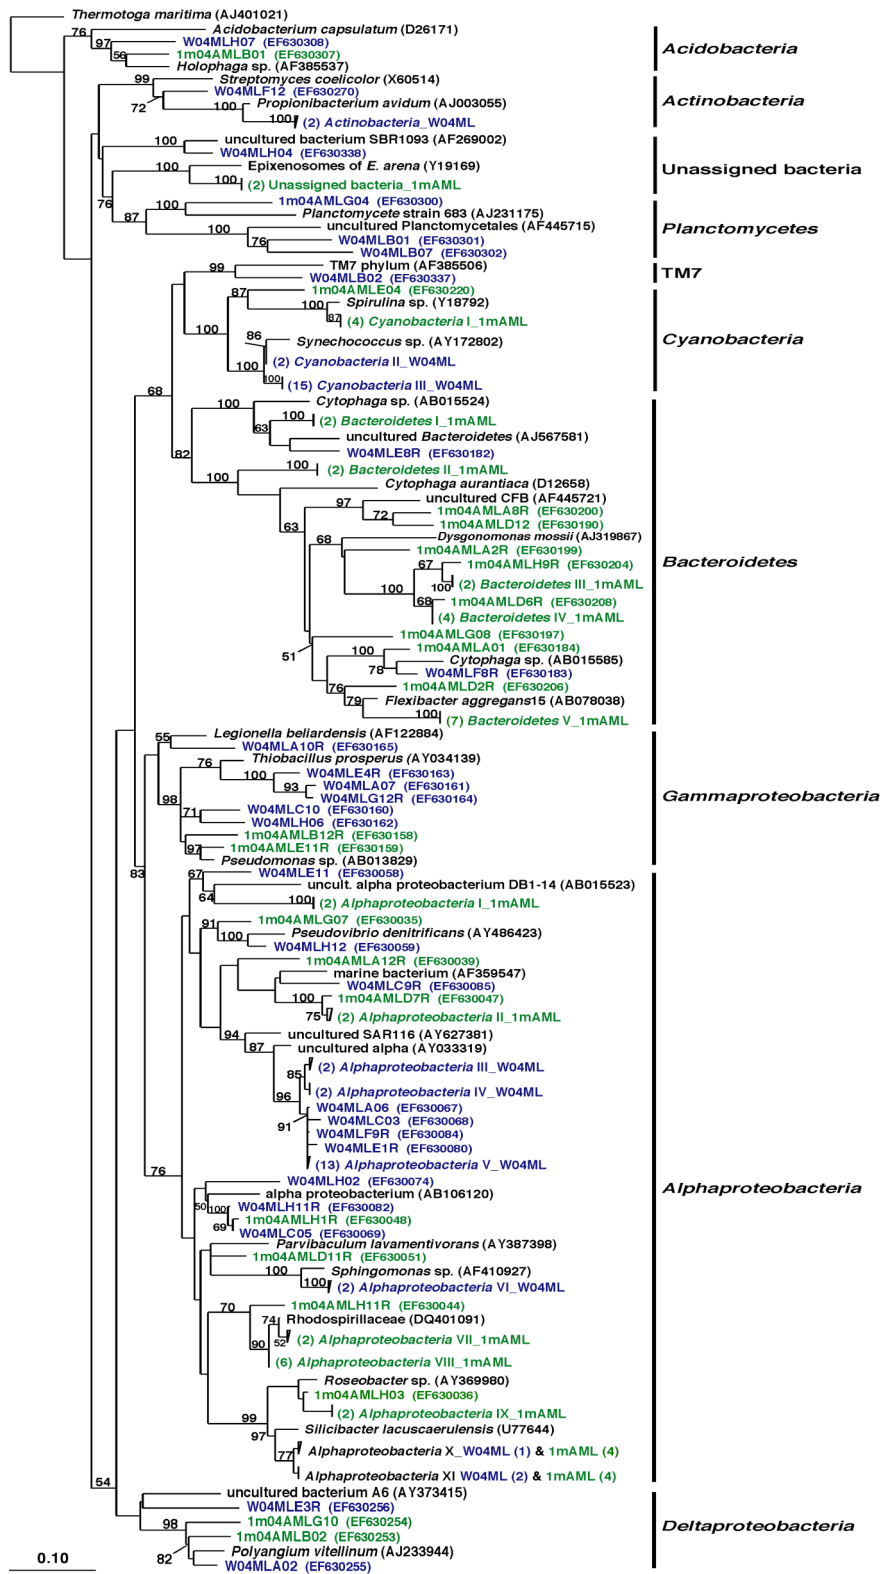 Thermotoga maritima (AJ401021)
Acidobacterium capsulatum (D26171)
76
W04MLH07 (EF630308)
97
1m04AMLB01 (EF630307)
56
Acidobacteria
Holophaga sp. (AF385537)
Streptomyces coelicolor (X60514)
99
W04MLF12 (EF630270)
72
Propionibacterium avidum (AJ003055)
100
Actinobacteria
100
(2) Actinobacteria_W04ML
uncultured bacterium SBR1093 (AF269002)
100
W04MLH04 (EF630338)
Epixenosomes of E. arena (Y19169)
100
Unassigned bacteria
100
(2) Unassigned bacteria_1mAML
76
1m04AMLG04 (EF630300)
100
Planctomycete strain 683 (AJ231175)
87
uncultured Planctomycetales (AF445715)
100
Planctomycetes
76
W04MLB01 (EF630301)
W04MLB07 (EF630302)
TM7 phylum (AF385506)
99
TM7
W04MLB02 (EF630337)
1m04AMLE04 (EF630220)
87
Spirulina sp. (Y18792)
100
87
(4) Cyanobacteria I_1mAML
100
86
Synechococcus sp. (AY172802)
Cyanobacteria
(2) Cyanobacteria II_W04ML
100
100
(15) Cyanobacteria III_W04ML
68
Cytophaga sp. (AB015524)
100
100
(2) Bacteroidetes I_1mAML
63
uncultured Bacteroidetes (AJ567581)
82
W04MLE8R (EF630182)
100
(2) Bacteroidetes II_1mAML
100
Cytophaga aurantiaca (D12658)
uncultured CFB (AF445721)
97
1m04AMLA8R (EF630200)
72
63
1m04AMLD12 (EF630190)
68
Dysgonomonas mossii (AJ319867)
1m04AMLA2R (EF630199)
67
1m04AMLH9R (EF630204)
Bacteroidetes
100
100
(2) Bacteroidetes III_1mAML
68
1m04AMLD6R (EF630208)
(4) Bacteroidetes IV_1mAML
1m04AMLG08 (EF630197)
51
100
1m04AMLA01 (EF630184)
Cytophaga sp. (AB015585)
78
W04MLF8R (EF630183)
76
1m04AMLD2R (EF630206)
79
Flexibacter aggregans15 (AB078038)
100
(7) Bacteroidetes V_1mAML
Legionella beliardensis (AF122884)
55
W04MLA10R (EF630165)
Thiobacillus prosperus (AY034139)
76
100
W04MLE4R (EF630163)
93
W04MLA07 (EF630161)
98
W04MLG12R (EF630164)
Gammaproteobacteria
71
W04MLC10 (EF630160)
W04MLH06 (EF630162)
1m04AMLB12R (EF630158)
97
1m04AMLE11R (EF630159)
Pseudomonas sp. (AB013829)
83
67
W04MLE11 (EF630058)
uncult. alpha proteobacterium DB1-14 (AB015523)
64
100
(2) Alphaproteobacteria I_1mAML
91
1m04AMLG07 (EF630035)
100
Pseudovibrio denitrificans (AY486423)
W04MLH12 (EF630059)
1m04AMLA12R (EF630039)
marine bacterium (AF359547)
W04MLC9R (EF630085)
100
1m04AMLD7R (EF630047)
75
(2) Alphaproteobacteria II_1mAML
94
uncultured SAR116 (AY627381)
87
uncultured alpha (AY033319)
(2) Alphaproteobacteria III_W04ML
85
(2) Alphaproteobacteria IV_W04ML
96
W04MLA06 (EF630067)
W04MLC03 (EF630068)
91
W04MLF9R (EF630084)
W04MLE1R (EF630080)
(13) Alphaproteobacteria V_W04ML
76
W04MLH02 (EF630074)
Alphaproteobacteria
alpha proteobacterium (AB106120)
50
100
W04MLH11R (EF630082)
69
1m04AMLH1R (EF630048)
W04MLC05 (EF630069)
Parvibaculum lavamentivorans (AY387398)
1m04AMLD11R (EF630051)
100
Sphingomonas sp. (AF410927)
100
(2) Alphaproteobacteria VI_W04ML
70
1m04AMLH11R (EF630044)
74
Rhodospirillaceae (DQ401091)
90
52
(2) Alphaproteobacteria VII_1mAML
(6) Alphaproteobacteria VIII_1mAML
Roseobacter sp. (AY369980)
1m04AMLH03 (EF630036)
(2) Alphaproteobacteria IX_1mAML
99
Silicibacter lacuscaerulensis (U77644)
97
77
Alphaproteobacteria X_W04ML (1) & 1mAML (4)
Alphaproteobacteria XI W04ML (2) & 1mAML (4)
54
uncultured bacterium A6 (AY373415)
W04MLE3R (EF630256)
98
1m04AMLG10 (EF630254)
Deltaproteobacteria
1m04AMLB02 (EF630253)
82
Polyangium vitellinum (AJ233944)
0.10
W04MLA02 (EF630255)